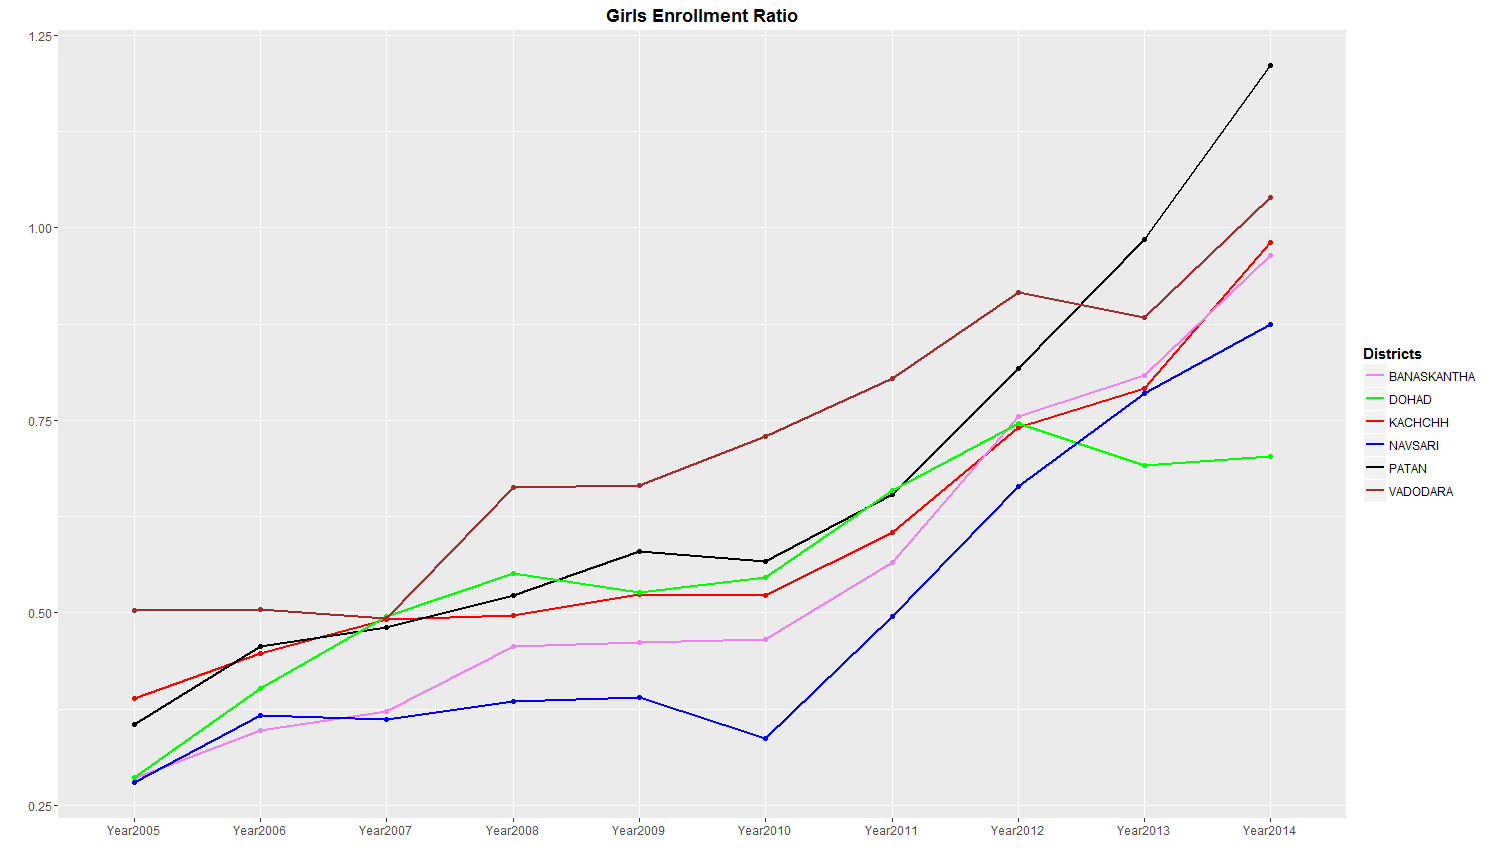 Girls Enrollment Ratio
1.25
1.00
0.75
0.50
0.25
Year2005 Year2006 Year2007 Year2008 Year2009 Year2010 Year2011 Year2012 Year2013 Year2014
Districts
BANASKANTHA
DOHAD
KACHCHH
NAVSARI
PATAN
VADODARA